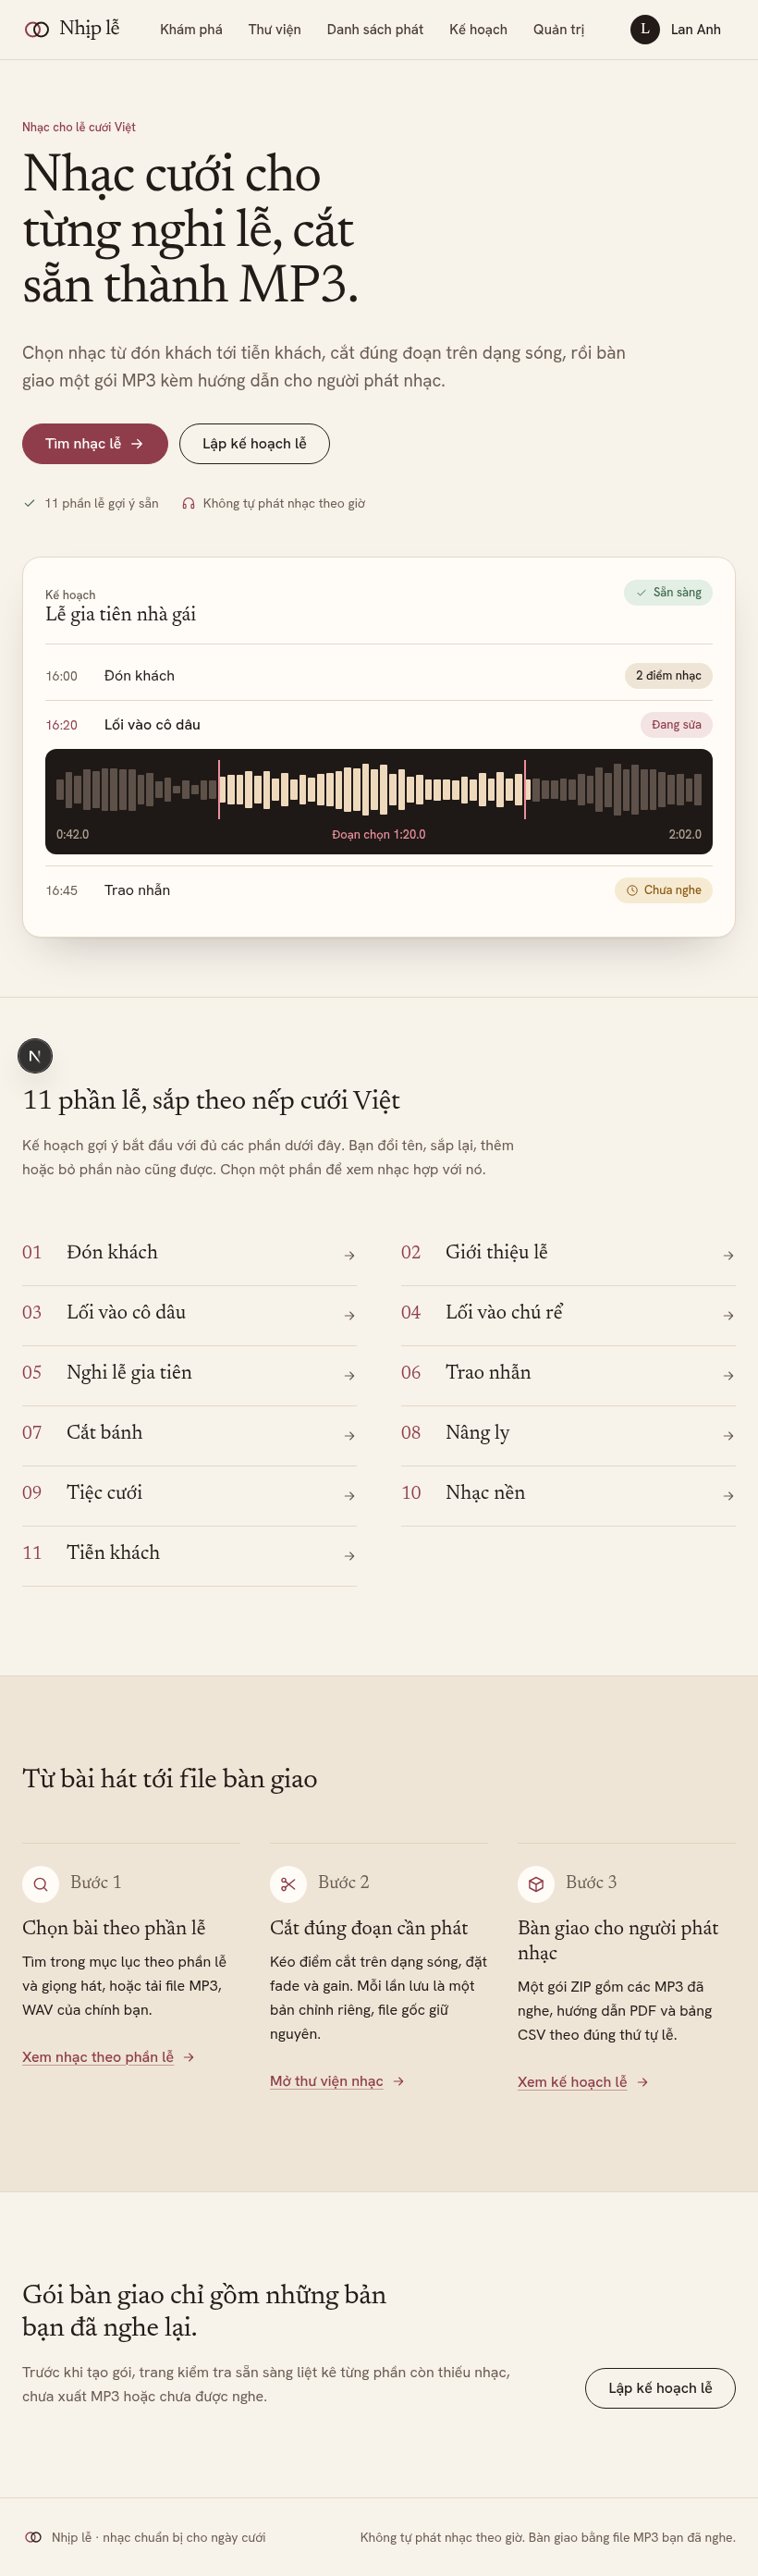 Nhịp lễ
Khám phá
Thư viện
Danh sách phát
Kế hoạch
Quản trị
L
Lan Anh
Nhạc cho lễ cưới Việt
Nhạc cưới cho
từng nghi lễ, cắt
sẵn thành MP3.
Chọn nhạc từ đón khách tới tiễn khách, cắt đúng đoạn trên dạng sóng, rồi bàn
giao một gói MP3 kèm hướng dẫn cho người phát nhạc.
Tìm nhạc lễ →
Lập kế hoạch lễ
11 phần lễ gợi ý sẵn
Không tự phát nhạc theo giờ
Kế hoạch
Lễ gia tiên nhà gái
Sẵn sàng
16:00 Đón khách 2 điểm nhạc
16:20 Lối vào cô dâu Đang sửa
0:42.0 Đoạn chọn 1:20.0 2:02.0
16:45 Trao nhẫn Chưa nghe
N
11 phần lễ, sắp theo nếp cưới Việt
Kế hoạch gợi ý bắt đầu với đủ các phần dưới đây. Bạn đổi tên, sắp lại, thêm
hoặc bỏ phần nào cũng được. Chọn một phần để xem nhạc hợp với nó.
01 Đón khách →
02 Giới thiệu lễ →
03 Lối vào cô dâu →
04 Lối vào chú rể →
05 Nghi lễ gia tiên →
06 Trao nhẫn →
07 Cắt bánh →
08 Nâng ly →
09 Tiệc cưới →
10 Nhạc nền →
11 Tiễn khách →
Từ bài hát tới file bàn giao
Bước 1
Chọn bài theo phần lễ
Tìm trong mục lục theo phần lễ
và giọng hát, hoặc tải file MP3,
WAV của chính bạn.
Xem nhạc theo phần lễ →
Bước 2
Cắt đúng đoạn cần phát
Kéo điểm cắt trên dạng sóng, đặt
fade và gain. Mỗi lần lưu là một
bản chỉnh riêng, file gốc giữ
nguyên.
Mở thư viện nhạc →
Bước 3
Bàn giao cho người phát
nhạc
Một gói ZIP gồm các MP3 đã
nghe, hướng dẫn PDF và bảng
CSV theo đúng thứ tự lễ.
Xem kế hoạch lễ →
Gói bàn giao chỉ gồm những bản
bạn đã nghe lại.
Trước khi tạo gói, trang kiểm tra sẵn sàng liệt kê từng phần còn thiếu nhạc,
chưa xuất MP3 hoặc chưa được nghe.
Lập kế hoạch lễ
Nhịp lễ · nhạc chuẩn bị cho ngày cưới
Không tự phát nhạc theo giờ. Bàn giao bằng file MP3 bạn đã nghe.